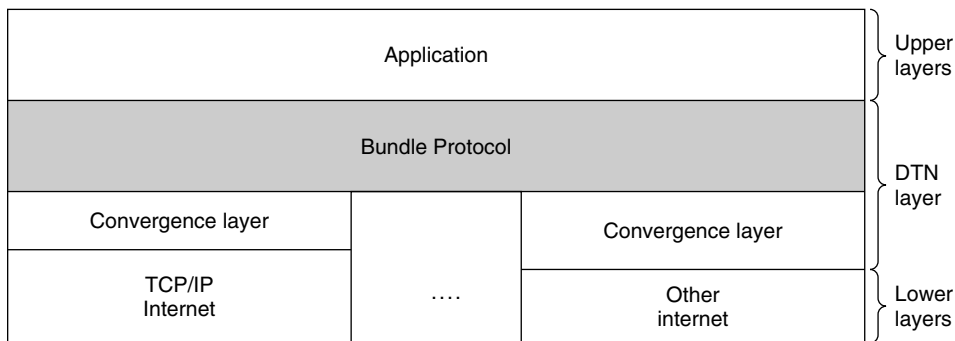 Application
Upper
layers
Bundle Protocol
DTN
layer
Convergence layer
Convergence layer
TCP/IP
Internet
....
Other
internet
Lower
layers